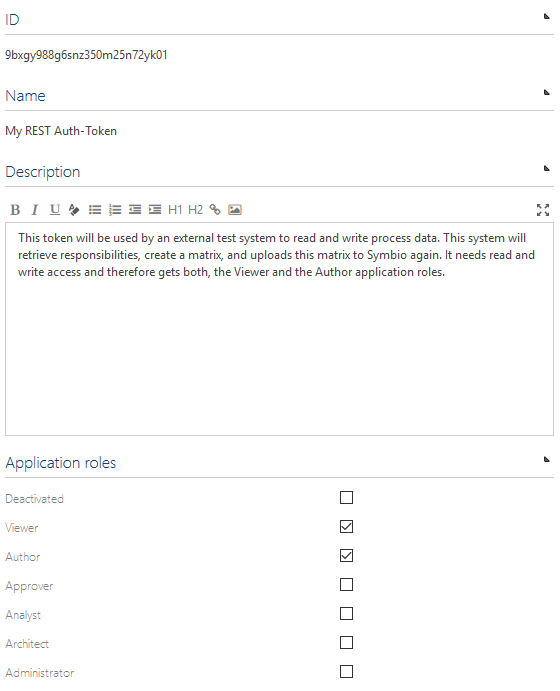 ID
9bxgy988g6snz350m25n72yk01
Name
My REST Auth-Token
Description
B I U H1 H2
This token will be used by an external test system to read and write process data. This system will
retrieve responsibilities, create a matrix, and uploads this matrix to Symbio again. It needs read and
write access and therefore gets both, the Viewer and the Author application roles.
Application roles
Deactivated
Viewer
Author
Approver
Analyst
Architect
Administrator